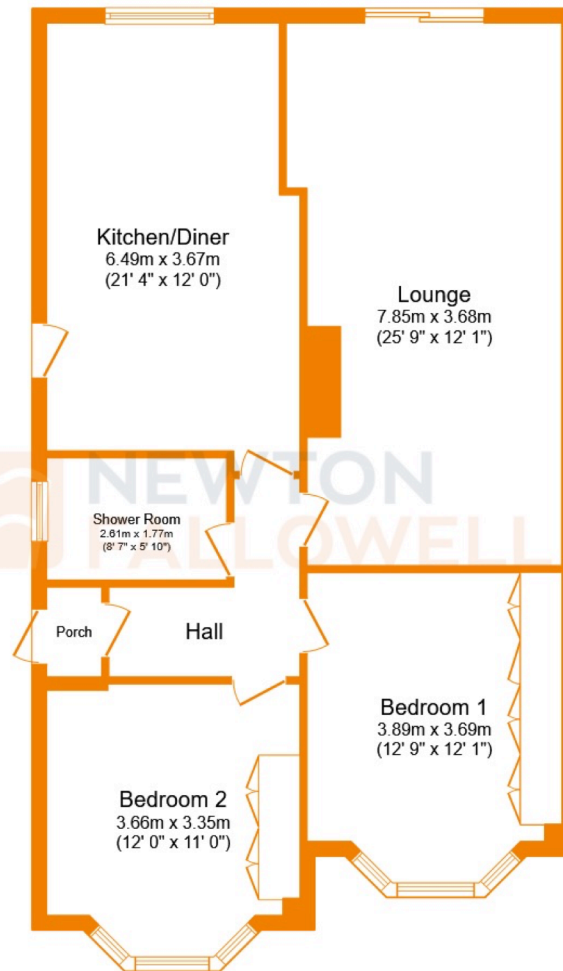 Kitchen/Diner
6.49m x 3.67m
(21' 4" x 12' 0")
Lounge
7.85m x 3.68m
(25' 9" x 12' 1")
NEWTON
FALLOWELL
Shower Room
2.61m x 1.77m
(8' 7" x 5' 10")
Porch
Hall
Bedroom 1
3.89m x 3.69m
(12' 9" x 12' 1")
Bedroom 2
3.66m x 3.35m
(12' 0" x 11' 0")